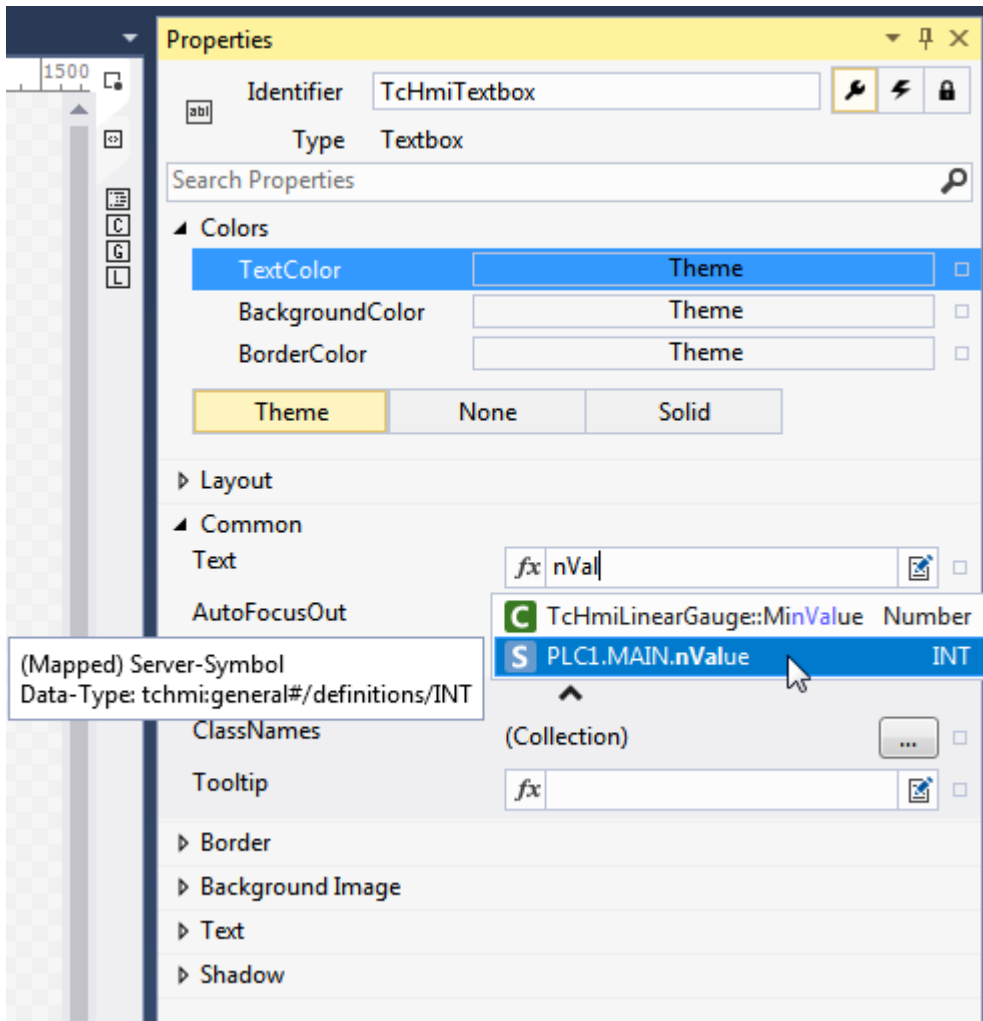 Properties
1500
Identifier TcHmiTextbox
abl
Type Textbox
Search Properties
Colors
C
G
L
TextColor Theme
BackgroundColor Theme
BorderColor Theme
Theme None Solid
Layout
Common
Text fx nVal
AutoFocusOut
C TcHmiLinearGauge::MinValue Number
S PLC1.MAIN.nValue INT
(Mapped) Server-Symbol
Data-Type: tchmi:general#/definitions/INT
ClassNames (Collection) ...
Tooltip fx
Border
Background Image
Text
Shadow